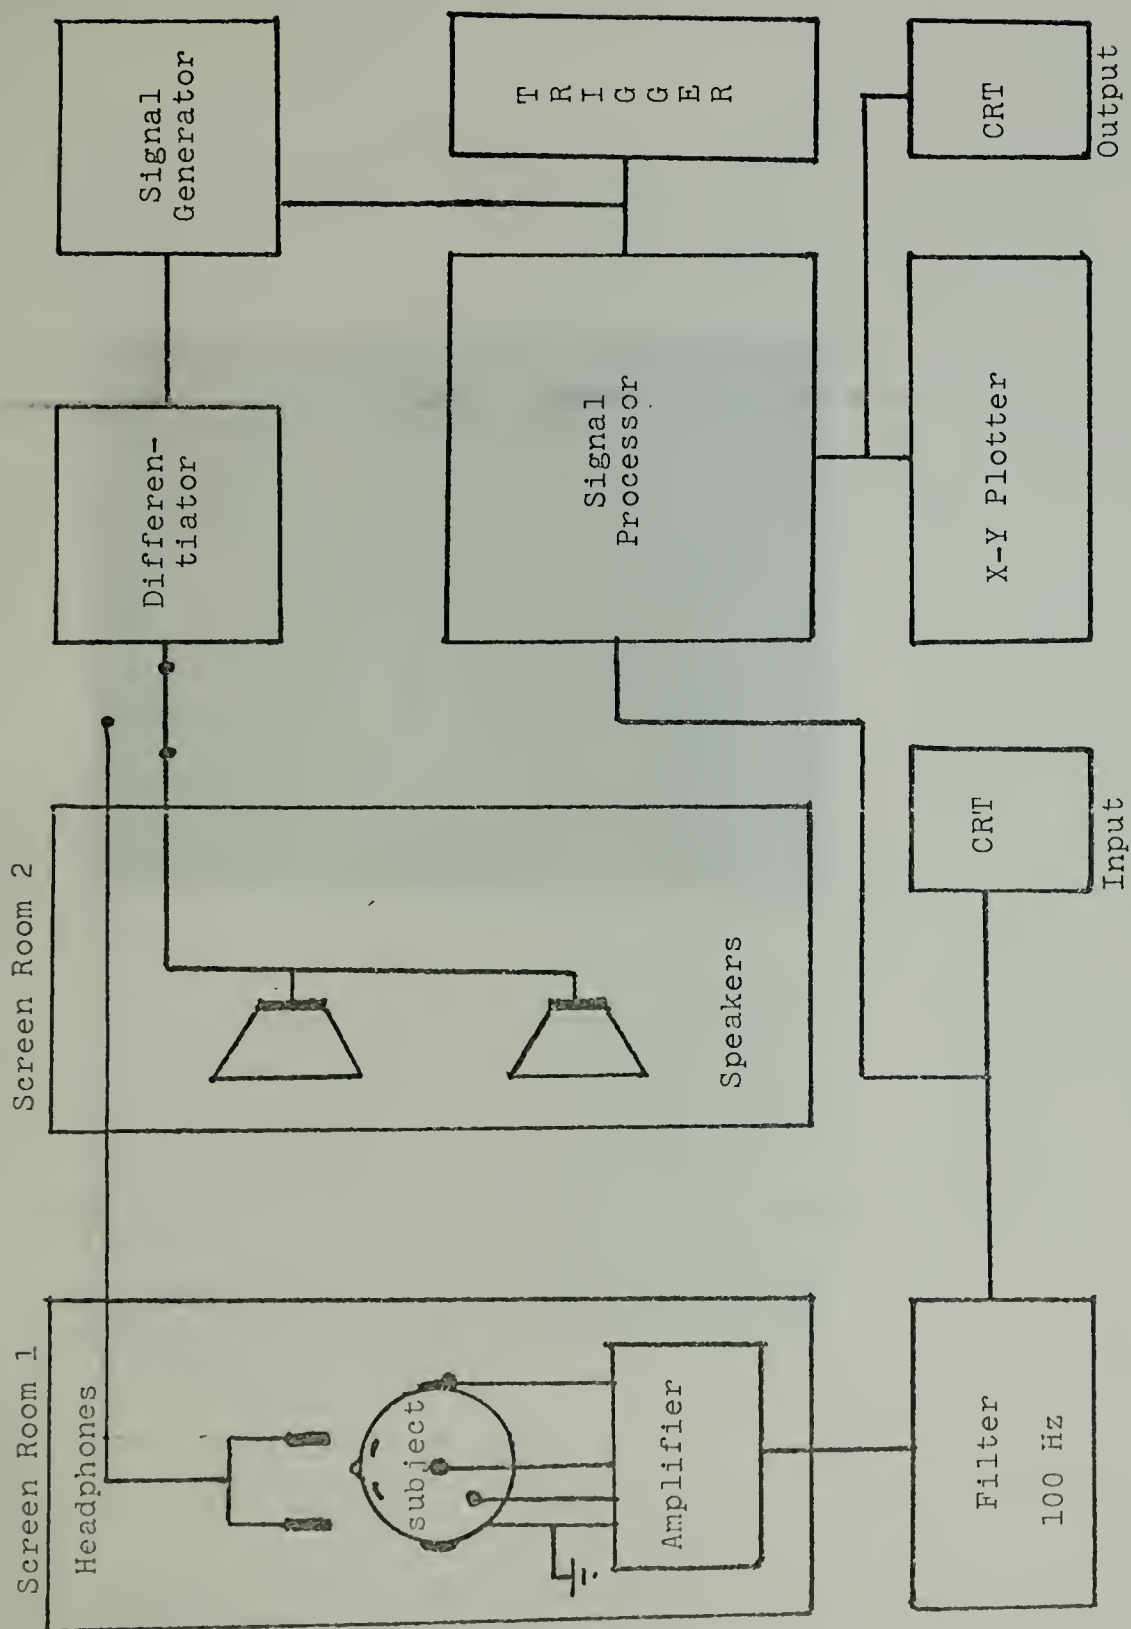 Screen Room 1
Headphones
subject
Amplifier
Filter
100 Hz
Screen Room 2
Speakers
CRT
Input
Differen-
tiator
Signal
Generator
Signal
Processor
TRIGGER
X-Y Plotter
CRT
Output